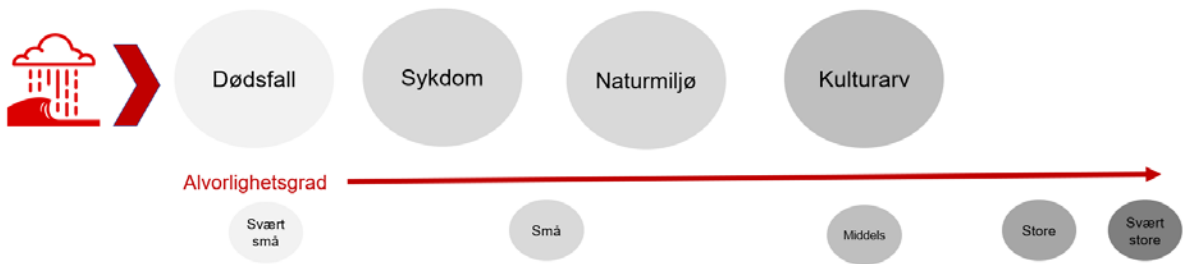 Dødsfall
Sykdom
Naturmiljø
Kulturarv
Alvorlighetsgrad
Svært
små
Små
Middels
Store
Svært
store